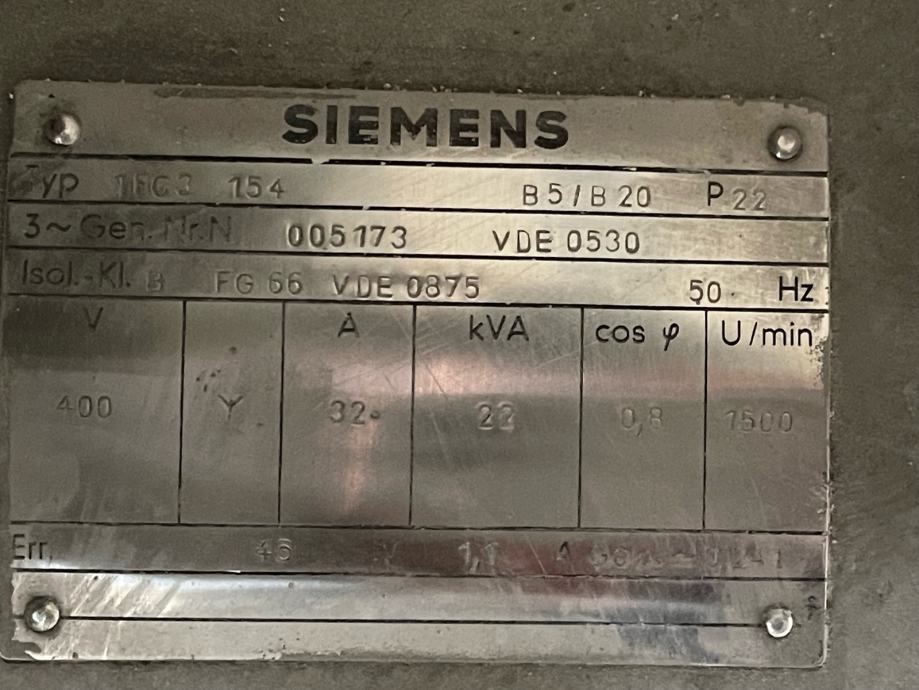 SIEMENS
Typ 1FC3 154 B5/B20 P22
3~ Gen. Nr.N 005173 VDE 0530
Isol.-Kl. B FG 66 VDE 0875 50 Hz
V A kVA cos φ U/min
400 Y 32 22 0,8 1500
Err. 45 V 1,1 A